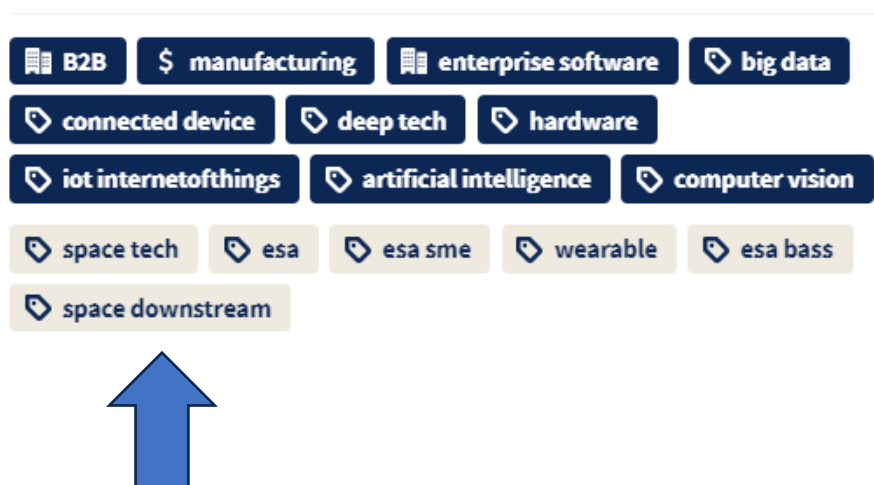 B2B $ manufacturing enterprise software big data
connected device deep tech hardware
iot internetofthings artificial intelligence computer vision
space tech esa esa sme wearable esa bass
space downstream